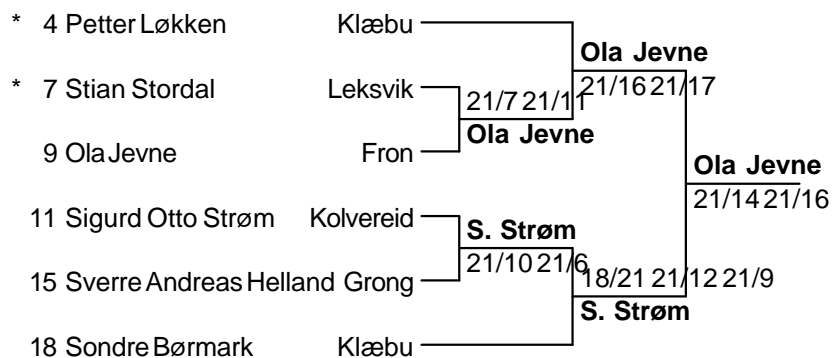 * 4 Petter Løkken Klæbu
Ola Jevne
* 7 Stian Stordal Leksvik
21/7 21/11
21/16 21/17
Ola Jevne
9 Ola Jevne Fron
Ola Jevne
21/14 21/16
11 Sigurd Otto Strøm Kolvereid
S. Strøm
21/10 21/6
15 Sverre Andreas Helland Grong
18/21 21/12 21/9
S. Strøm
18 Sondre Børmark Klæbu